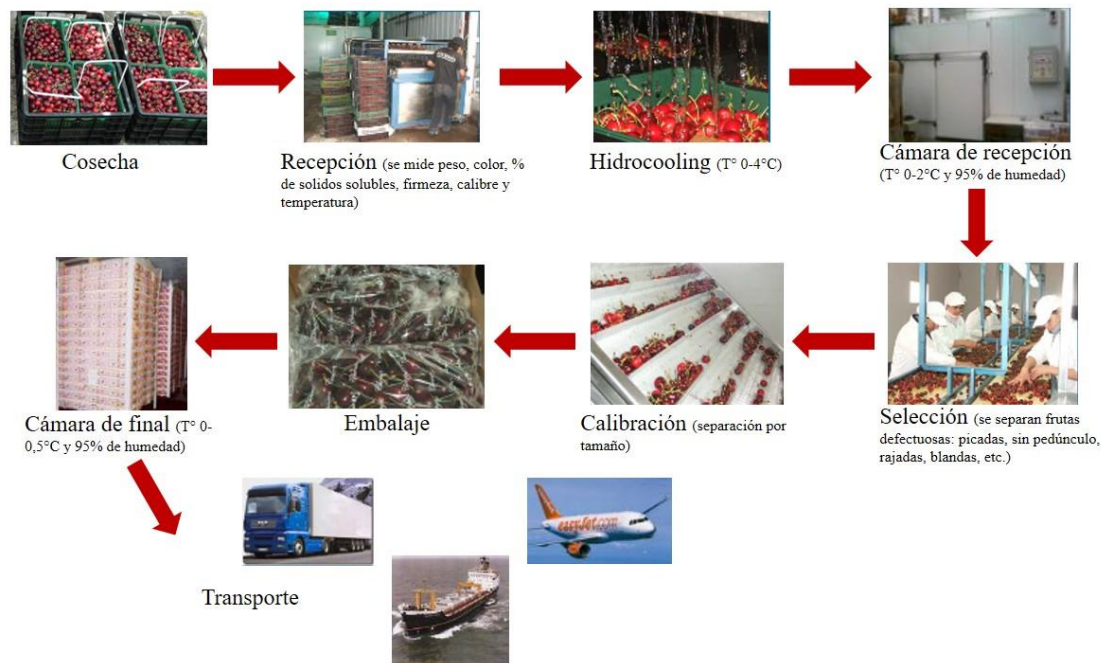 Cosecha
Recepción (se mide peso, color, %
de solidos solubles, firmeza, calibre y
temperatura)
Hidrocooling (T° 0-4°C)
Cámara de recepción
(T° 0-2°C y 95% de humedad)
Cámara de final (T° 0-
0,5°C y 95% de humedad)
Embalaje
Calibración (separación por
tamaño)
Selección (se separan frutas
defectuosas: picadas, sin pedúnculo,
rajadas, blandas, etc.)
easyJet.com
Transporte